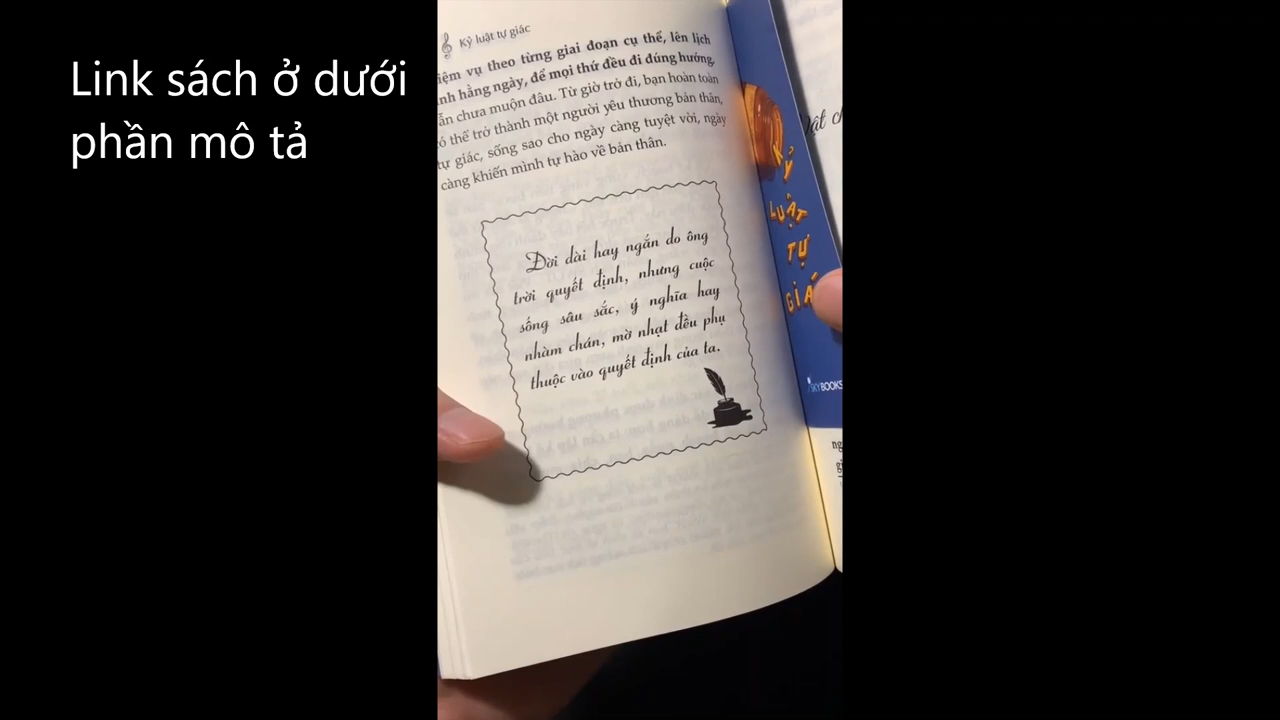 Link sách ở dưới
phần mô tả
Kỷ luật tự giác
vụ theo từng giai đoạn cụ thể, lên lịch
hằng ngày, để mọi thứ đều đi đúng hướng,
chưa muộn đâu. Từ giờ trở đi, bạn hoàn toàn
thể trở thành một người yêu thương bản thân,
tự giác, sống sao cho ngày càng tuyệt vời, ngày
càng khiến mình tự hào về bản thân.
Đời dài hay ngắn do ông
trời quyết định, nhưng cuộc
sống sâu sắc, ý nghĩa hay
nhàm chán, mờ nhạt đều phụ
thuộc vào quyết định của ta.
KỶ
LUẬT
TỰ
SKYBOOKS